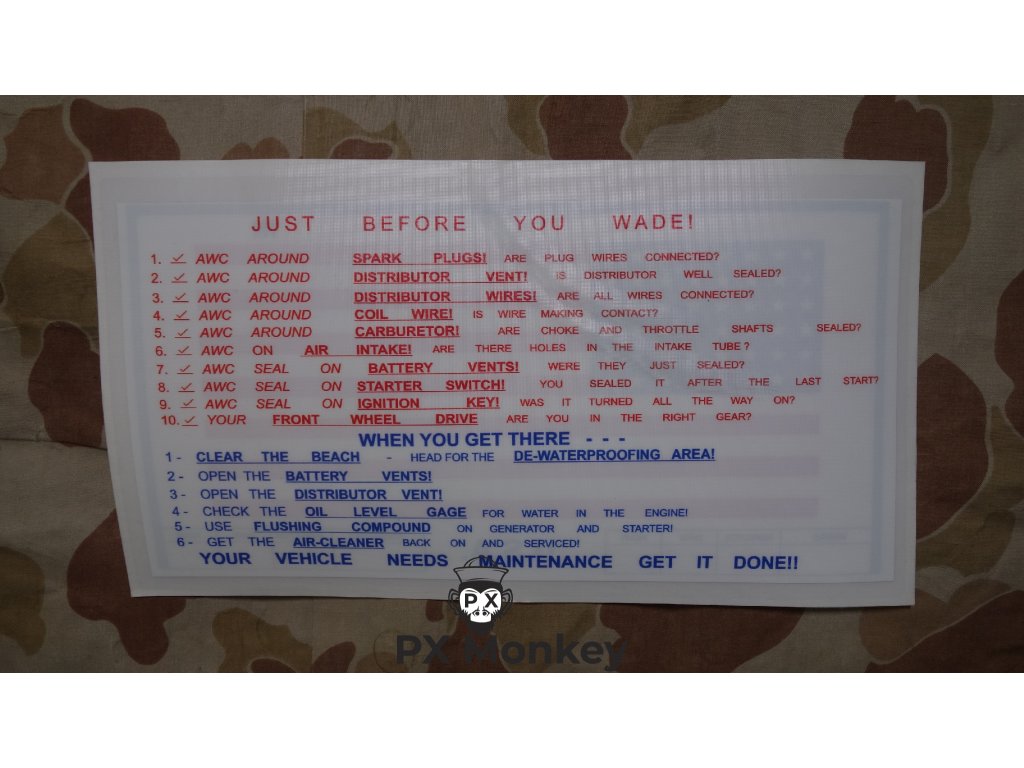 JUST BEFORE YOU WADE!
1. ✓ AWC AROUND SPARK PLUGS! ARE PLUG WIRES CONNECTED?
2. ✓ AWC AROUND DISTRIBUTOR VENT! IS DISTRIBUTOR WELL SEALED?
3. ✓ AWC AROUND DISTRIBUTOR WIRES! ARE ALL WIRES CONNECTED?
4. ✓ AWC AROUND COIL WIRE! IS WIRE MAKING CONTACT?
5. ✓ AWC AROUND CARBURETOR! ARE CHOKE AND THROTTLE SHAFTS SEALED?
6. ✓ AWC ON AIR INTAKE! ARE THERE HOLES IN THE INTAKE TUBE?
7. ✓ AWC SEAL ON BATTERY VENTS! WERE THEY JUST SEALED?
8. ✓ AWC SEAL ON STARTER SWITCH! YOU SEALED IT AFTER THE LAST START?
9. ✓ AWC SEAL ON IGNITION KEY! WAS IT TURNED ALL THE WAY ON?
10. ✓ YOUR FRONT WHEEL DRIVE ARE YOU IN THE RIGHT GEAR?
WHEN YOU GET THERE - - -
1 - CLEAR THE BEACH - HEAD FOR THE DE-WATERPROOFING AREA!
2 - OPEN THE BATTERY VENTS!
3 - OPEN THE DISTRIBUTOR VENT!
4 - CHECK THE OIL LEVEL GAGE FOR WATER IN THE ENGINE!
5 - USE FLUSHING COMPOUND ON GENERATOR AND STARTER!
6 - GET THE AIR-CLEANER BACK ON AND SERVICED!
YOUR VEHICLE NEEDS MAINTENANCE GET IT DONE!!
PX
PX Monkey